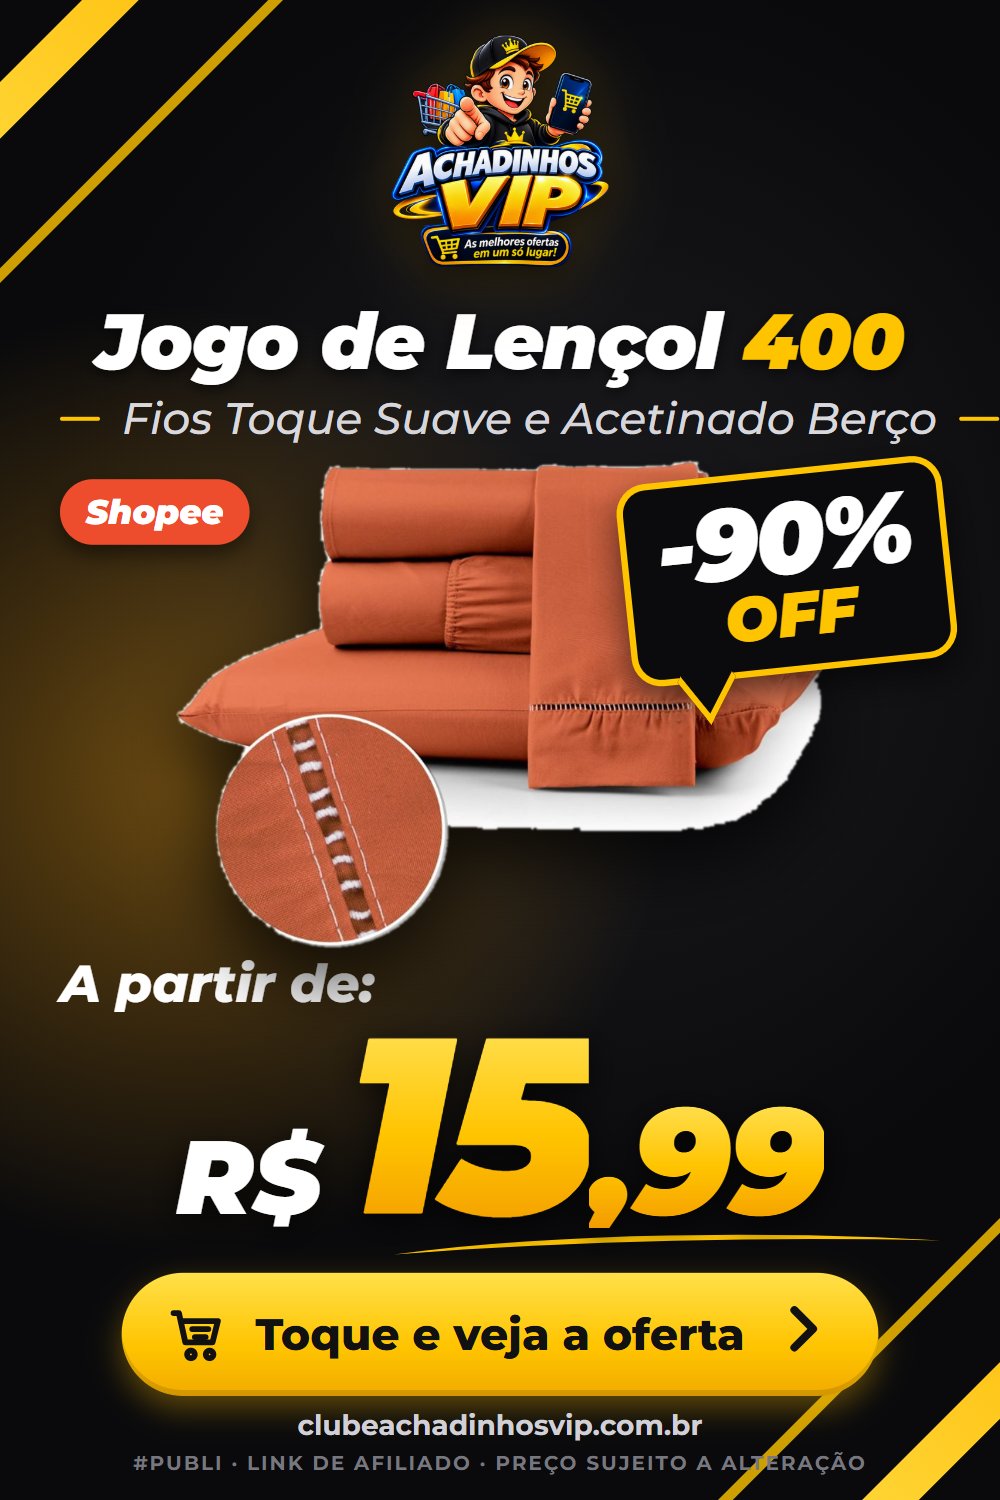 ACHADINHOS
VIP
As melhores ofertas
em um só lugar!
Jogo de Lençol 400
Fios Toque Suave e Acetinado Berço
Shopee
-90%
OFF
A partir de:
R$ 15,99
Toque e veja a oferta
clubeachadinhosvip.com.br
#PUBLI · LINK DE AFILIADO · PREÇO SUJEITO A ALTERAÇÃO